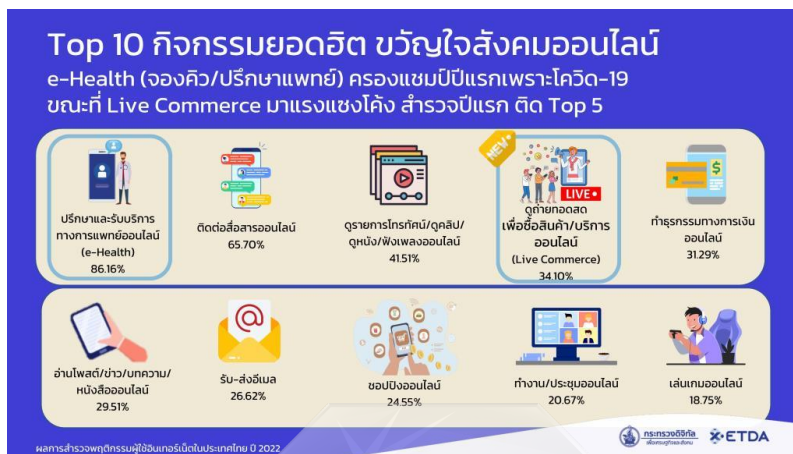 Top 10 กิจกรรมยอดฮิต ขวัญใจสังคมออนไลน์
e-Health (จองคิว/ปรึกษาแพทย์) ครองแชมป์ปีแรกเพราะโควิด-19
ขณะที่ Live Commerce มาแรงแซงโค้ง สำรวจปีแรก ติด Top 5
ปรึกษาและรับบริการ
ทางการแพทย์ออนไลน์
(e-Health)
86.16%
ติดต่อสื่อสารออนไลน์
65.70%
ดูรายการโทรทัศน์/ดูคลิป/
ดูหนัง/ฟังเพลงออนไลน์
41.51%
NEW
LIVE
ดูถ่ายทอดสด
เพื่อซื้อสินค้า/บริการ
ออนไลน์
(Live Commerce)
34.10%
$
ทำธุรกรรมทางการเงิน
ออนไลน์
31.29%
อ่านโพสต์/ข่าว/บทความ/
หนังสือออนไลน์
29.51%
@
รับ-ส่งอีเมล
26.62%
ชอปปิงออนไลน์
24.55%
ทำงาน/ประชุมออนไลน์
20.67%
เล่นเกมออนไลน์
18.75%
ผลการสำรวจพฤติกรรมผู้ใช้อินเทอร์เน็ตในประเทศไทย ปี 2022
กระทรวงดิจิทัล
เพื่อเศรษฐกิจและสังคม
ETDA